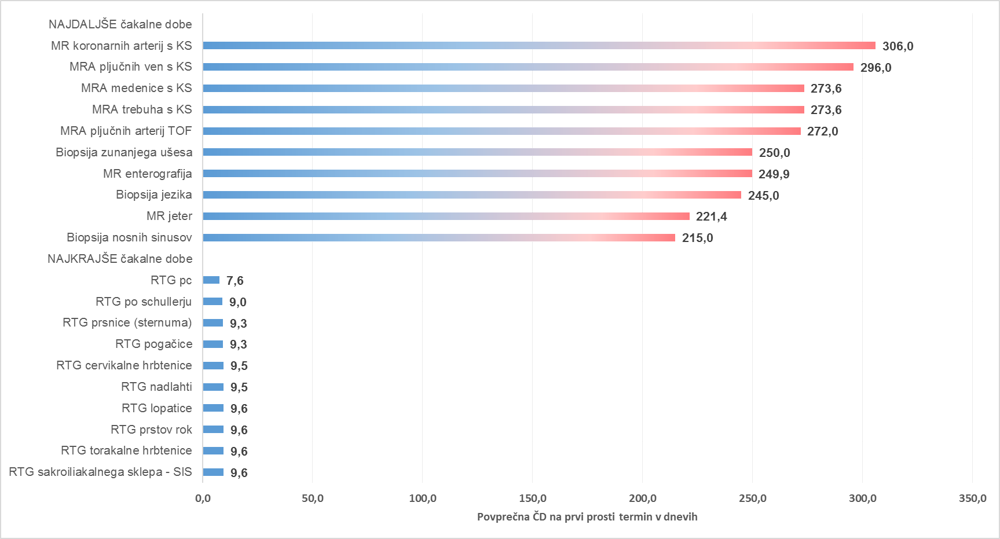 NAJDALJŠE čakalne dobe
MR koronarnih arterij s KS 306,0
MRA pljučnih ven s KS 296,0
MRA medenice s KS 273,6
MRA trebuha s KS 273,6
MRA pljučnih arterij TOF 272,0
Biopsija zunanjega ušesa 250,0
MR enterografija 249,9
Biopsija jezika 245,0
MR jeter 221,4
Biopsija nosnih sinusov 215,0
NAJKRAJŠE čakalne dobe
RTG pc 7,6
RTG po schullerju 9,0
RTG prsnice (sternuma) 9,3
RTG pogačice 9,3
RTG cervikalne hrbtenice 9,5
RTG nadlahti 9,5
RTG lopatice 9,6
RTG prstov rok 9,6
RTG torakalne hrbtenice 9,6
RTG sakroiliakalnega sklepa - SIS 9,6
0,0 50,0 100,0 150,0 200,0 250,0 300,0 350,0
Povprečna ČD na prvi prosti termin v dnevih